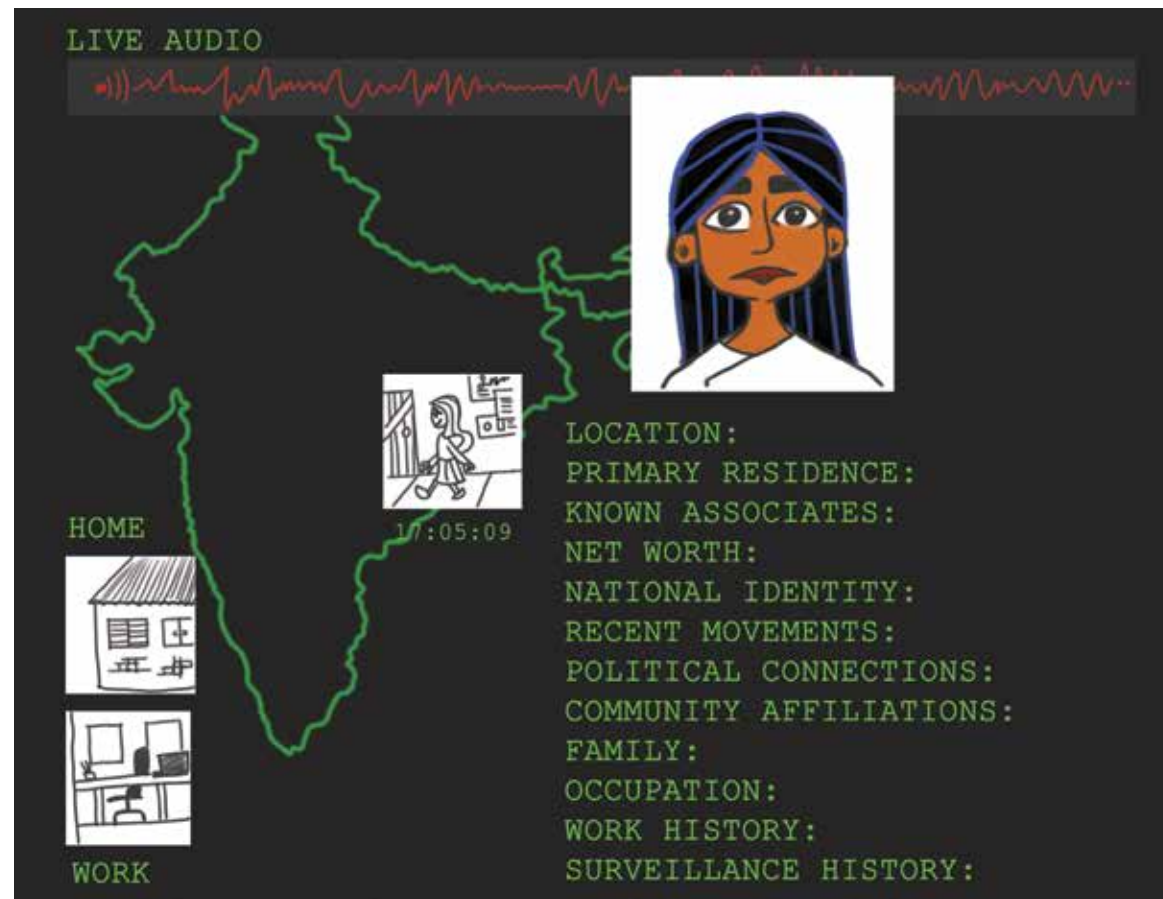 LIVE AUDIO
HOME
17:05:09
WORK
LOCATION:
PRIMARY RESIDENCE:
KNOWN ASSOCIATES:
NET WORTH:
NATIONAL IDENTITY:
RECENT MOVEMENTS:
POLITICAL CONNECTIONS:
COMMUNITY AFFILIATIONS:
FAMILY:
OCCUPATION:
WORK HISTORY:
SURVEILLANCE HISTORY: